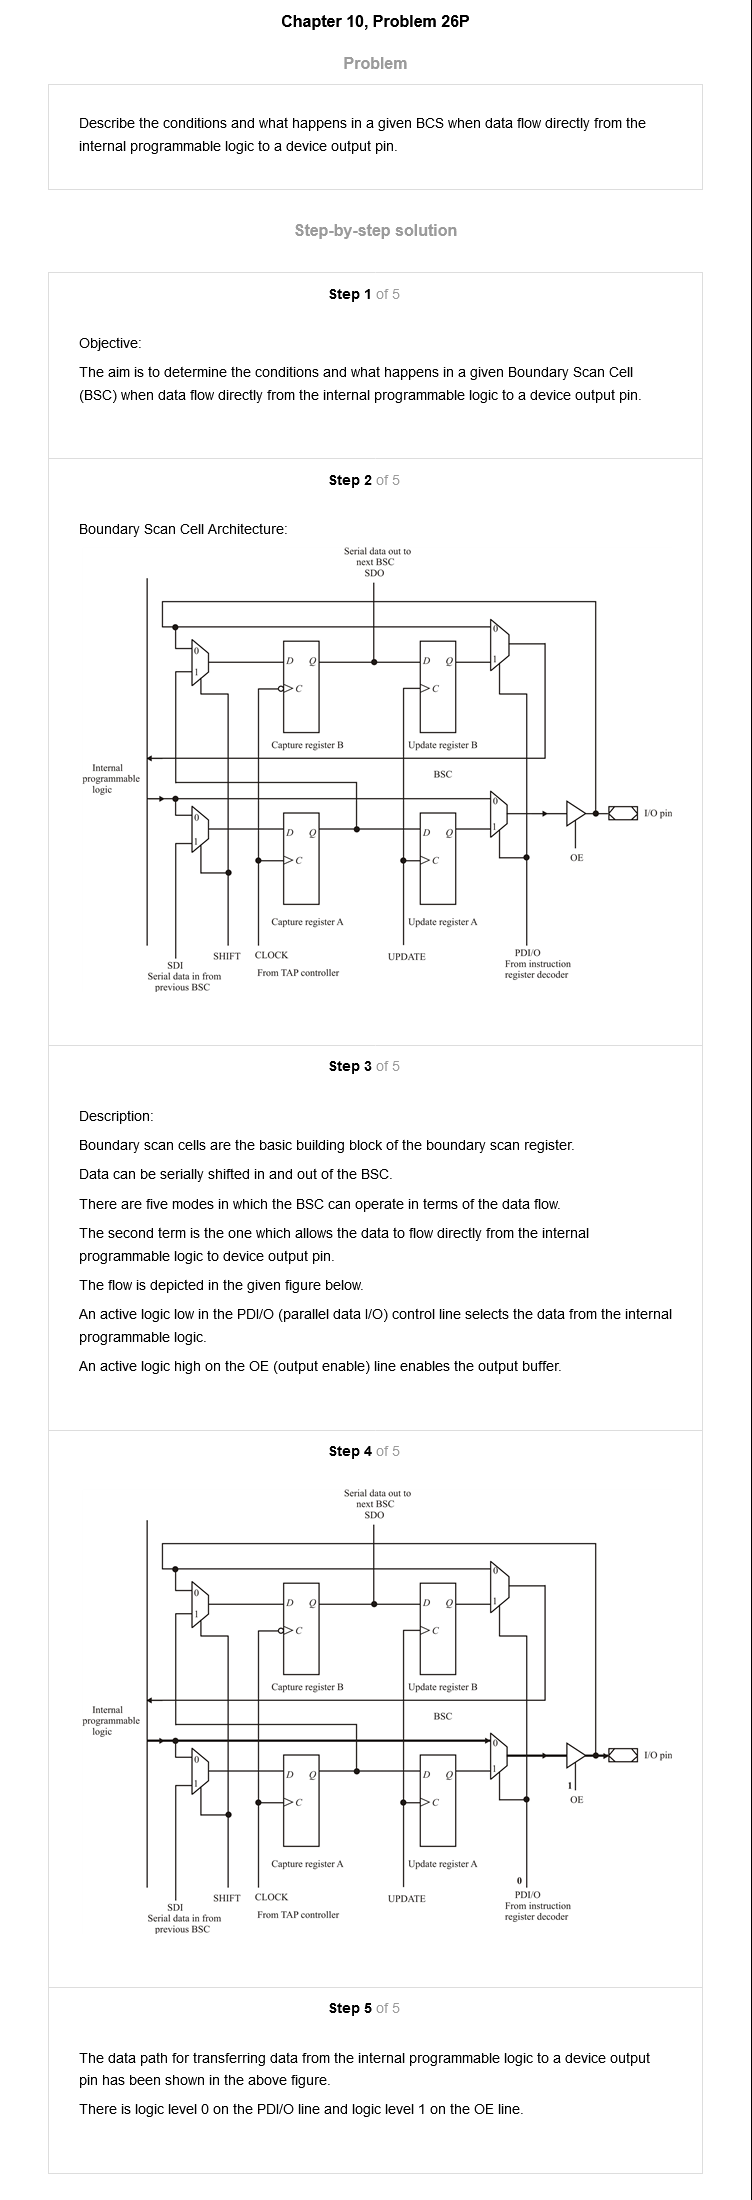 Chapter 10, Problem 26P
Problem
Describe the conditions and what happens in a given BCS when data flow directly from the
internal programmable logic to a device output pin.
Step-by-step solution
Step 1 of 5
Objective:
The aim is to determine the conditions and what happens in a given Boundary Scan Cell
(BSC) when data flow directly from the internal programmable logic to a device output pin.
Step 2 of 5
Boundary Scan Cell Architecture:
Serial data out to
next BSC
SDO
0
1
D Q
C
Capture register B
D Q
C
Update register B
0
1
Internal
programmable
logic
BSC
0
1
D Q
C
Capture register A
D Q
C
Update register A
0
1
OE
I/O pin
SDI
Serial data in from
previous BSC
SHIFT
CLOCK
From TAP controller
UPDATE
PDI/O
From instruction
register decoder
Step 3 of 5
Description:
Boundary scan cells are the basic building block of the boundary scan register.
Data can be serially shifted in and out of the BSC.
There are five modes in which the BSC can operate in terms of the data flow.
The second term is the one which allows the data to flow directly from the internal
programmable logic to device output pin.
The flow is depicted in the given figure below.
An active logic low in the PDI/O (parallel data I/O) control line selects the data from the internal
programmable logic.
An active logic high on the OE (output enable) line enables the output buffer.
Step 4 of 5
Serial data out to
next BSC
SDO
0
1
D Q
C
Capture register B
D Q
C
Update register B
0
1
Internal
programmable
logic
BSC
0
1
D Q
C
Capture register A
D Q
C
Update register A
0
1
1
OE
I/O pin
SDI
Serial data in from
previous BSC
SHIFT
CLOCK
From TAP controller
UPDATE
0
PDI/O
From instruction
register decoder
Step 5 of 5
The data path for transferring data from the internal programmable logic to a device output
pin has been shown in the above figure.
There is logic level 0 on the PDI/O line and logic level 1 on the OE line.